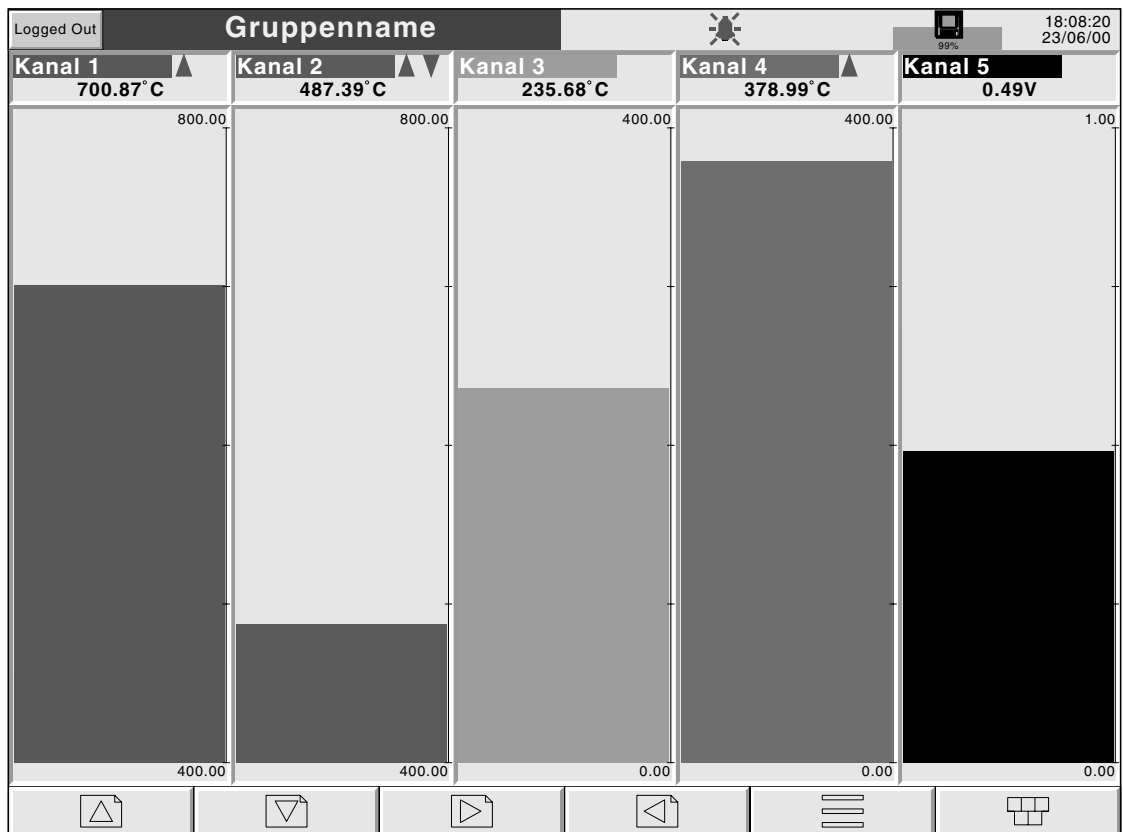 Logged Out
Gruppenname
99%
18:08:20
23/06/00
Kanal 1
700.87°C
Kanal 2
487.39°C
Kanal 3
235.68°C
Kanal 4
378.99°C
Kanal 5
0.49V
800.00
800.00
400.00
400.00
1.00
400.00
400.00
0.00
0.00
0.00